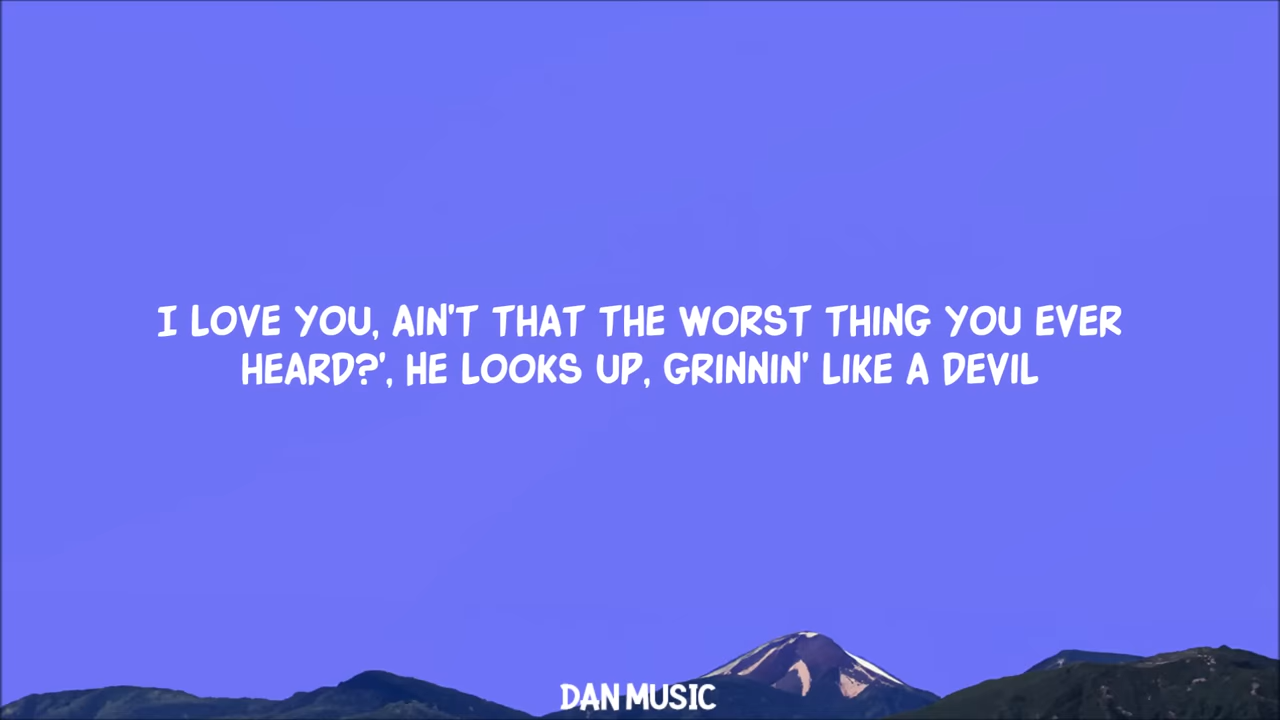 I LOVE YOU, AIN'T THAT THE WORST THING YOU EVER
HEARD?', HE LOOKS UP, GRINNIN' LIKE A DEVIL
DAN MUSIC